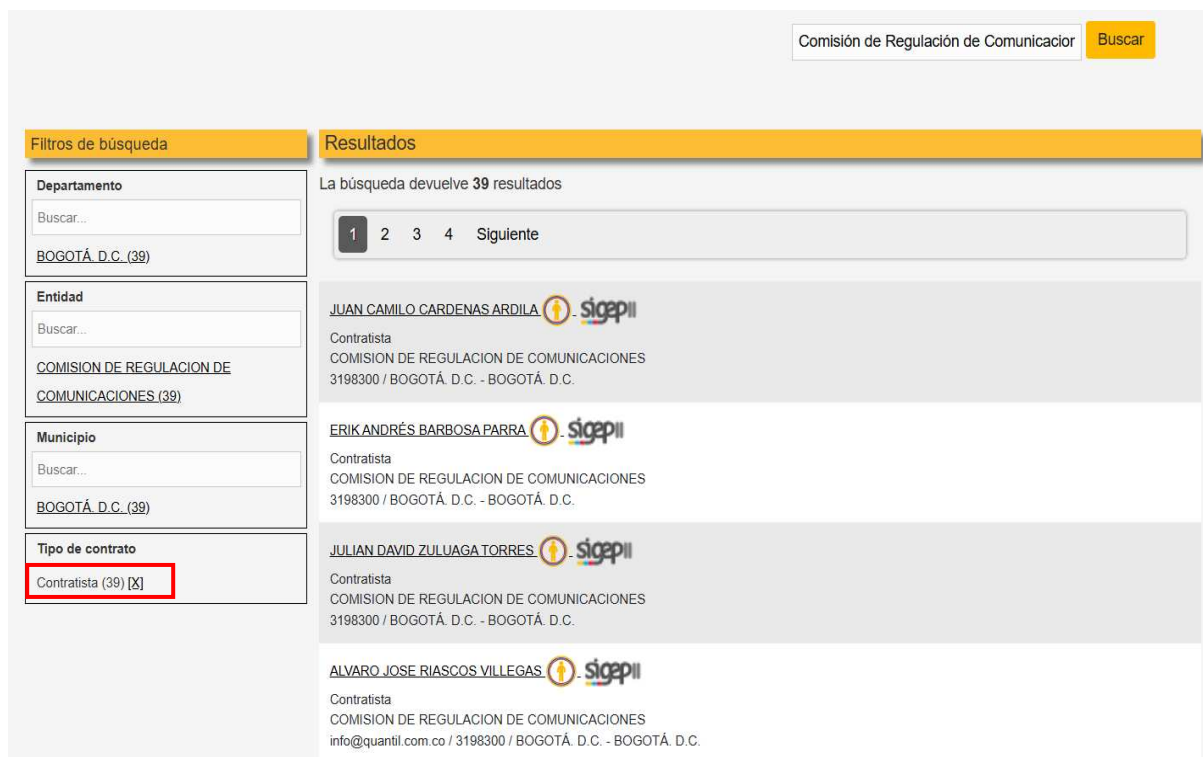 Comisión de Regulación de Comunicacior
Buscar
Filtros de búsqueda
Departamento
Buscar...
BOGOTÁ. D.C. (39)
Entidad
Buscar...
COMISION DE REGULACION DE
COMUNICACIONES (39)
Municipio
Buscar...
BOGOTÁ. D.C. (39)
Tipo de contrato
Contratista (39) [X]
Resultados
La búsqueda devuelve 39 resultados
1 2 3 4 Siguiente
JUAN CAMILO CARDENAS ARDILA - sigepII
Contratista
COMISION DE REGULACION DE COMUNICACIONES
3198300 / BOGOTÁ. D.C. - BOGOTÁ. D.C.
ERIK ANDRÉS BARBOSA PARRA - sigepII
Contratista
COMISION DE REGULACION DE COMUNICACIONES
3198300 / BOGOTÁ. D.C. - BOGOTÁ. D.C.
JULIAN DAVID ZULUAGA TORRES - sigepII
Contratista
COMISION DE REGULACION DE COMUNICACIONES
3198300 / BOGOTÁ. D.C. - BOGOTÁ. D.C.
ALVARO JOSE RIASCOS VILLEGAS - sigepII
Contratista
COMISION DE REGULACION DE COMUNICACIONES
info@quantil.com.co / 3198300 / BOGOTÁ. D.C. - BOGOTÁ. D.C.